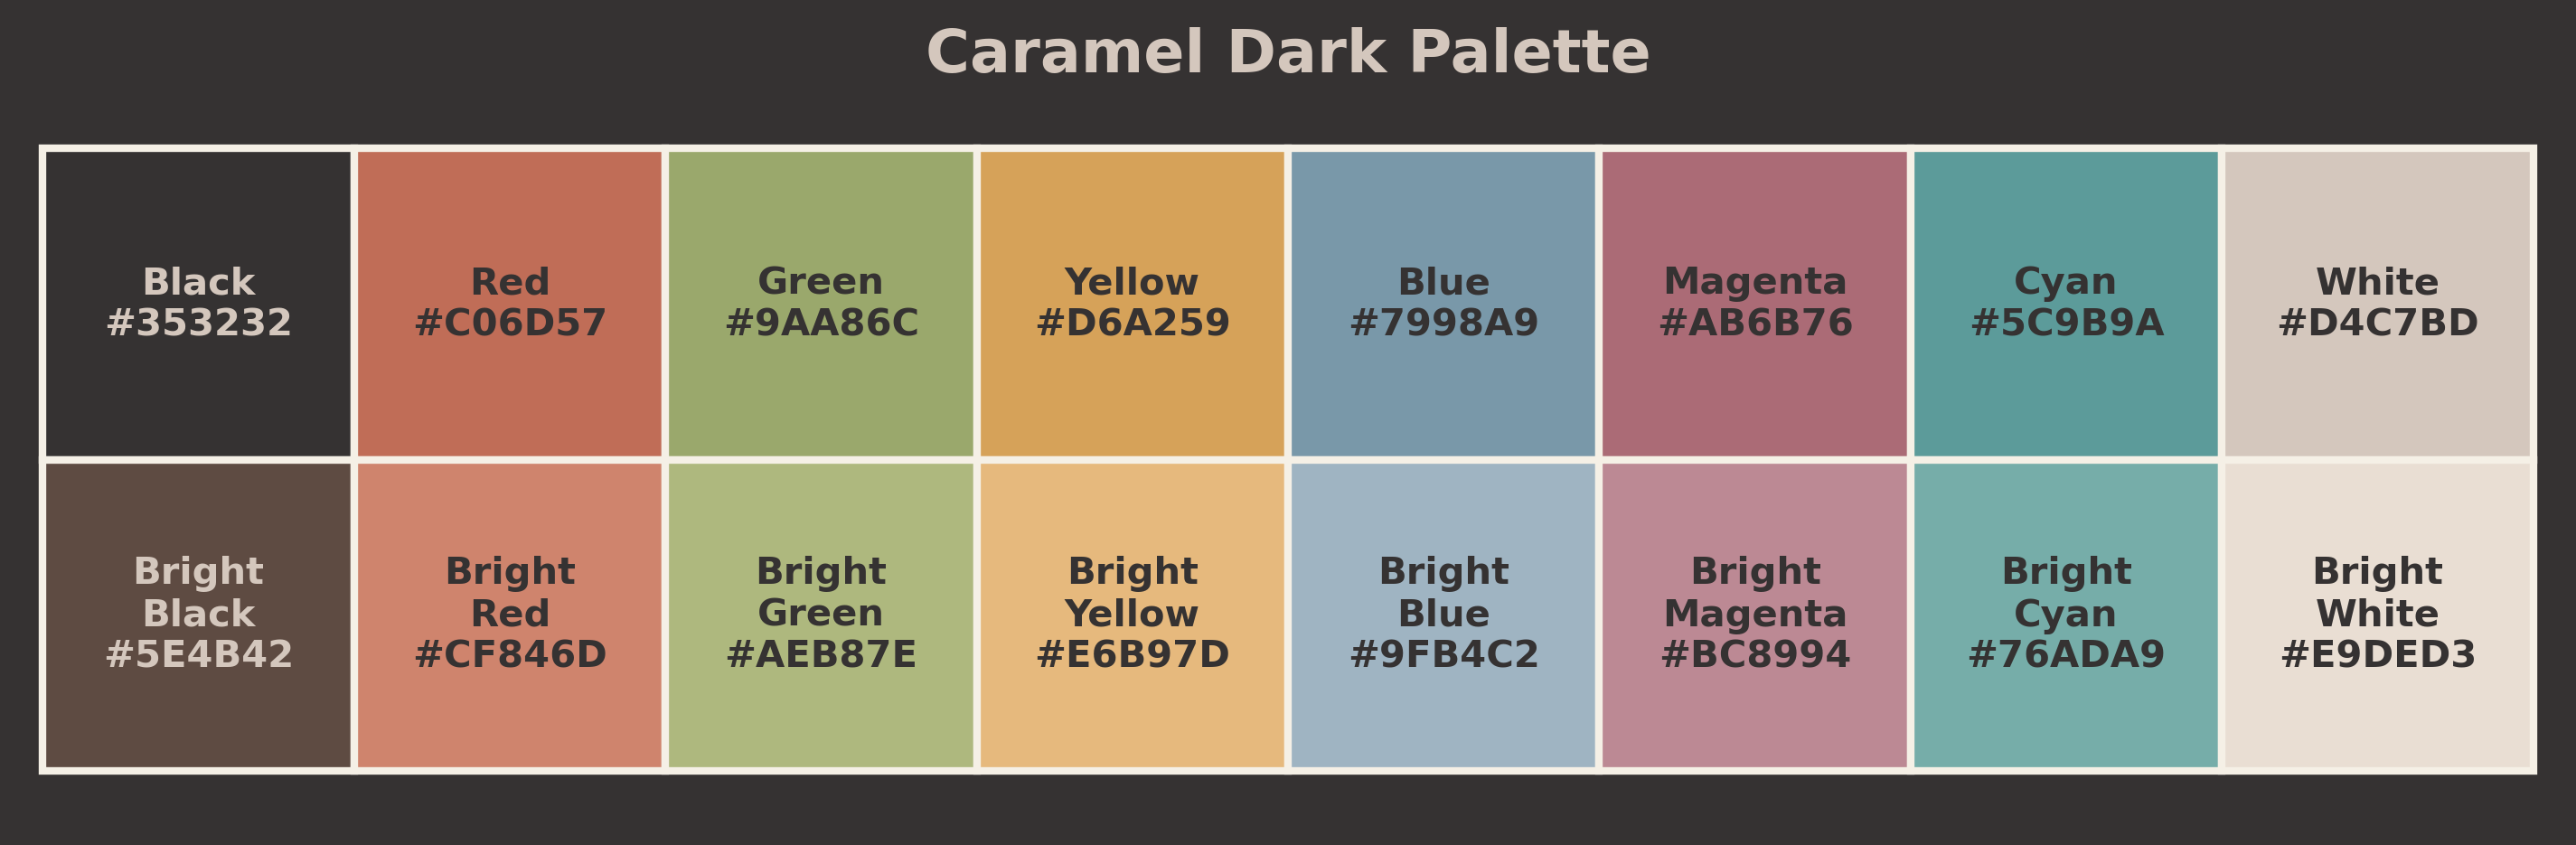 Caramel Dark Palette
Black
#353232
Red
#C06D57
Green
#9AA86C
Yellow
#D6A259
Blue
#7998A9
Magenta
#AB6B76
Cyan
#5C9B9A
White
#D4C7BD
Bright
Black
#5E4B42
Bright
Red
#CF846D
Bright
Green
#AEB87E
Bright
Yellow
#E6B97D
Bright
Blue
#9FB4C2
Bright
Magenta
#BC8994
Bright
Cyan
#76ADA9
Bright
White
#E9DED3